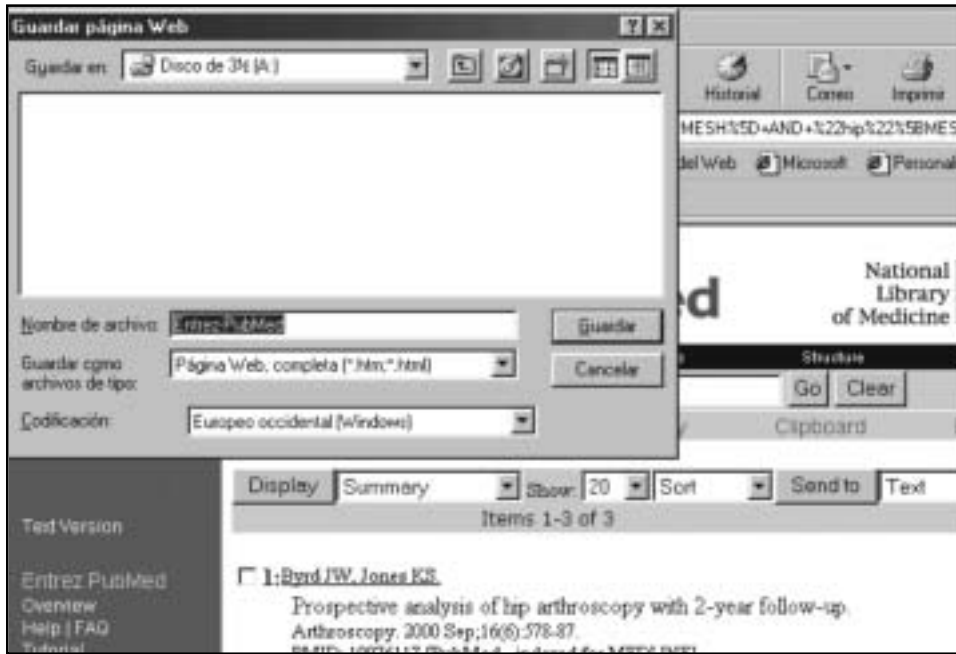 Guardar página Web
Guardar en: Disco de 3½ (A:)
Historial Correo Imprimir
MESH%5D+AND+%22hip%22%5BMES
del Web Microsoft Personal
National
Library
of Medicine
ed
Nombre de archivo: Entrez PubMed Guardar
Guardar como
archivos de tipo: Página Web, completa (*.htm;*.html) Cancelar
Codificación: Europeo occidental (Windows)
Structure
Go Clear
Clipboard
Display Summary Show: 20 Sort Send to Text
Items 1-3 of 3
Text Version
Entrez PubMed
Overview
Help | FAQ
Tutorial
1: Byrd JW, Jones KS.
Prospective analysis of hip arthroscopy with 2-year follow-up.
Arthroscopy. 2000 Sep;16(6):578-87.